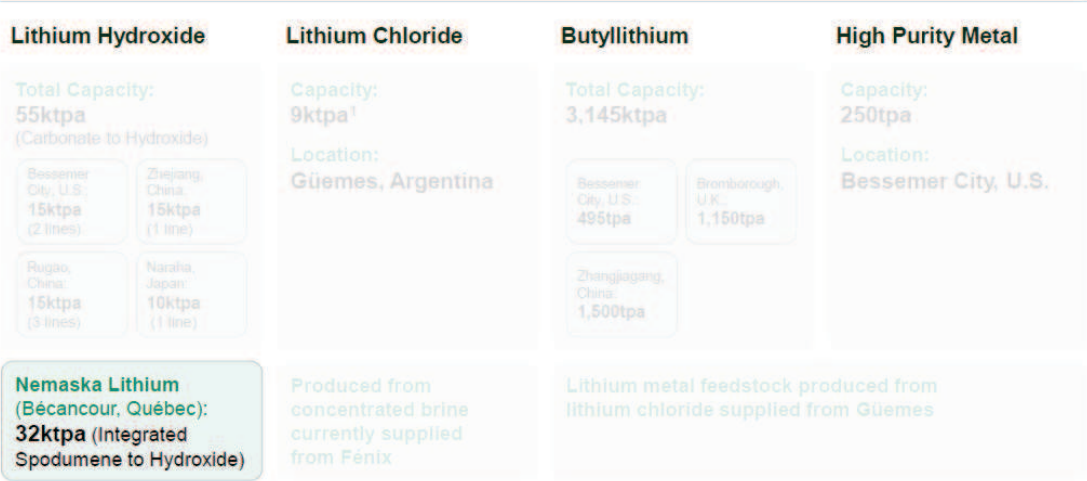 Lithium Hydroxide
Lithium Chloride
Butyllithium
High Purity Metal
Total Capacity:
55ktpa
(Carbonate to Hydroxide)
Bessemer
City, U.S.:
15ktpa
(2 lines)
Zhejiang,
China:
15ktpa
(1 line)
Rugao,
China:
15ktpa
(3 lines)
Naraha,
Japan:
10ktpa
(1 line)
Capacity:
9ktpa¹
Location:
Güemes, Argentina
Total Capacity:
3,145ktpa
Bessemer
City, U.S.:
495tpa
Bromborough,
U.K.:
1,150tpa
Zhangjiagang,
China:
1,500tpa
Capacity:
250tpa
Location:
Bessemer City, U.S.
Nemaska Lithium
(Bécancour, Québec):
32ktpa (Integrated
Spodumene to Hydroxide)
Produced from
concentrated brine
currently supplied
from Fénix
Lithium metal feedstock produced from
lithium chloride supplied from Güemes